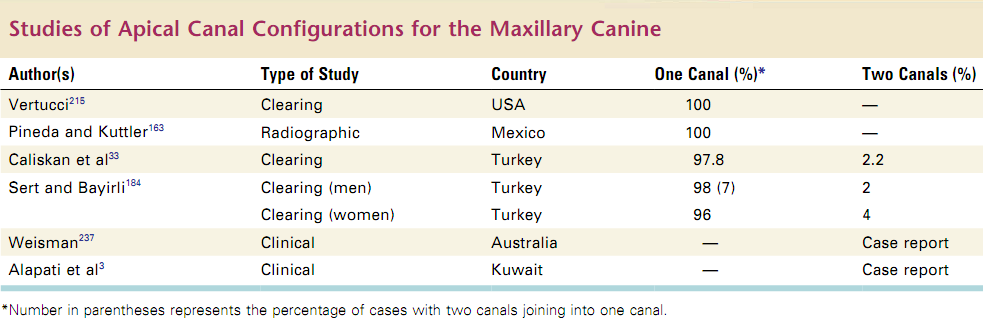 Studies of Apical Canal Configurations for the Maxillary Canine
Author(s) Type of Study Country One Canal (%)* Two Canals (%)
Vertucci215 Clearing USA 100 —
Pineda and Kuttler163 Radiographic Mexico 100 —
Caliskan et al33 Clearing Turkey 97.8 2.2
Sert and Bayirli184 Clearing (men) Turkey 98 (7) 2
Clearing (women) Turkey 96 4
Weisman237 Clinical Australia — Case report
Alapati et al3 Clinical Kuwait — Case report
*Number in parentheses represents the percentage of cases with two canals joining into one canal.